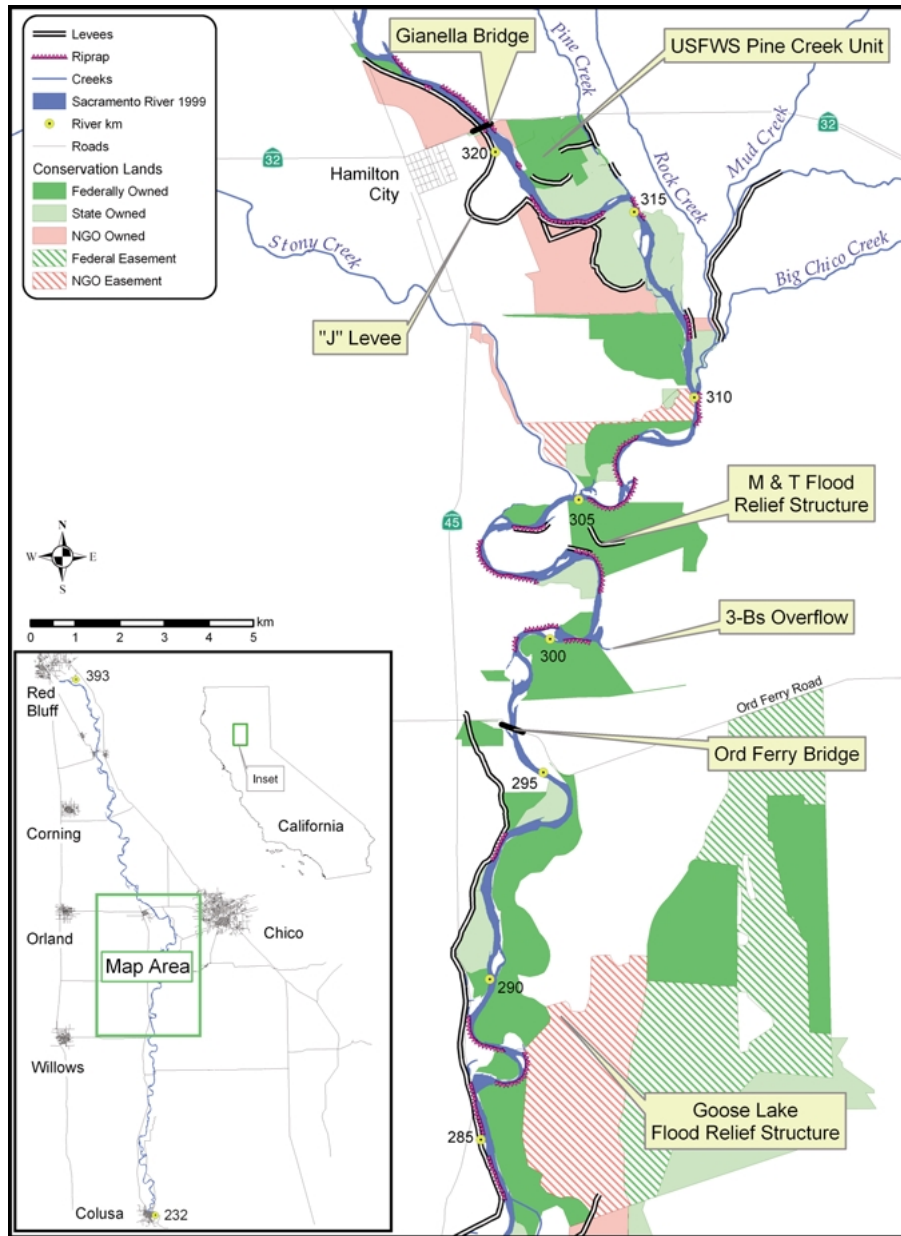 Levees
Riprap
Creeks
Sacramento River 1999
River km
Roads
Conservation Lands
Federally Owned
State Owned
NGO Owned
Federal Easement
NGO Easement
Gianella Bridge
USFWS Pine Creek Unit
Pine Creek
Rock Creek
Mud Creek
Big Chico Creek
Stony Creek
32
32
Hamilton
City
320
315
"J" Levee
310
M & T Flood
Relief Structure
45
305
N
W
E
S
0 1 2 3 4 5 km
3-Bs Overflow
300
Ord Ferry Road
Ord Ferry Bridge
295
290
Goose Lake
Flood Relief Structure
285
393
Red
Bluff
Inset
California
Corning
Orland
Chico
Map Area
Willows
Colusa
232